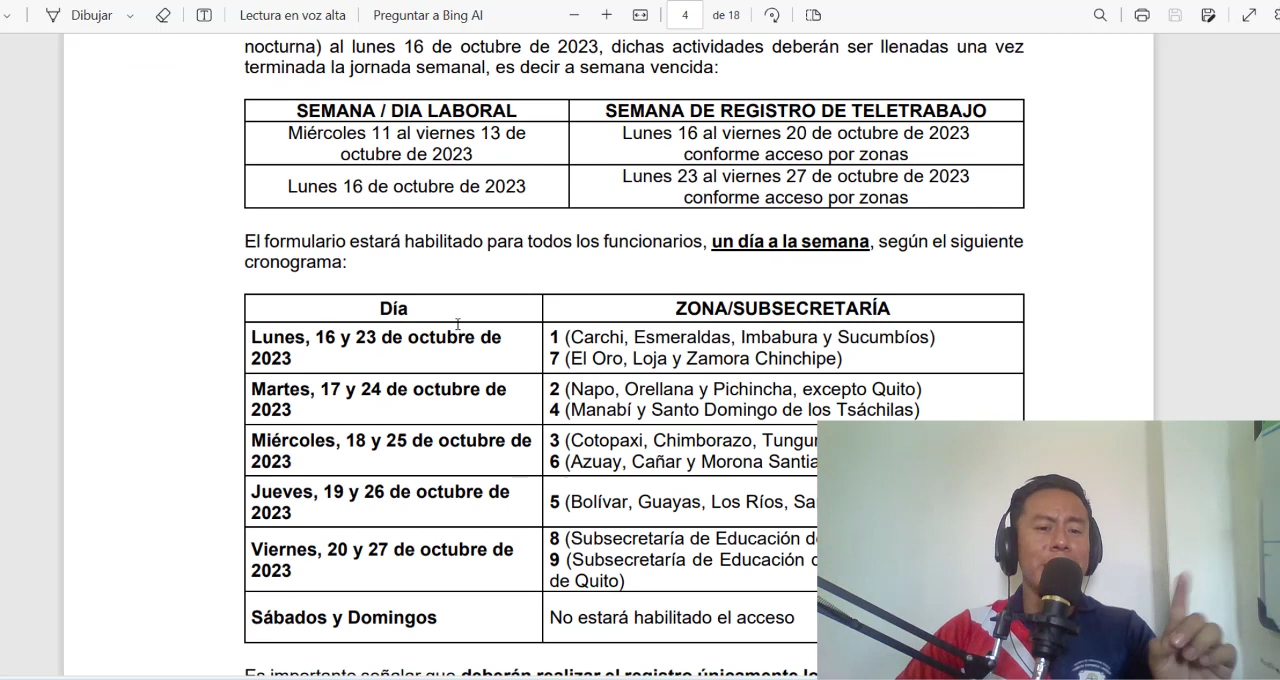 Dibujar
Lectura en voz alta
Preguntar a Bing AI
4
de 18
nocturna) al lunes 16 de octubre de 2023, dichas actividades deberán ser llenadas una vez
terminada la jornada semanal, es decir a semana vencida:
SEMANA / DIA LABORAL
SEMANA DE REGISTRO DE TELETRABAJO
Miércoles 11 al viernes 13 de
octubre de 2023
Lunes 16 al viernes 20 de octubre de 2023
conforme acceso por zonas
Lunes 16 de octubre de 2023
Lunes 23 al viernes 27 de octubre de 2023
conforme acceso por zonas
El formulario estará habilitado para todos los funcionarios, un día a la semana, según el siguiente
cronograma:
Día
ZONA/SUBSECRETARÍA
Lunes, 16 y 23 de octubre de
2023
1 (Carchi, Esmeraldas, Imbabura y Sucumbíos)
7 (El Oro, Loja y Zamora Chinchipe)
Martes, 17 y 24 de octubre de
2023
2 (Napo, Orellana y Pichincha, excepto Quito)
4 (Manabí y Santo Domingo de los Tsáchilas)
Miércoles, 18 y 25 de octubre de
2023
3 (Cotopaxi, Chimborazo,
6 (Azuay, Cañar y Morona
Jueves, 19 y 26 de octubre de
2023
5 (Bolívar, Guayas, Los Ríos,
Viernes, 20 y 27 de octubre de
2023
8 (Subsecretaría de Educación
9 (Subsecretaría de Educación
de Quito)
Sábados y Domingos
No estará habilitado el acceso
Es importante señalar que deberán realizar el registro únicamente